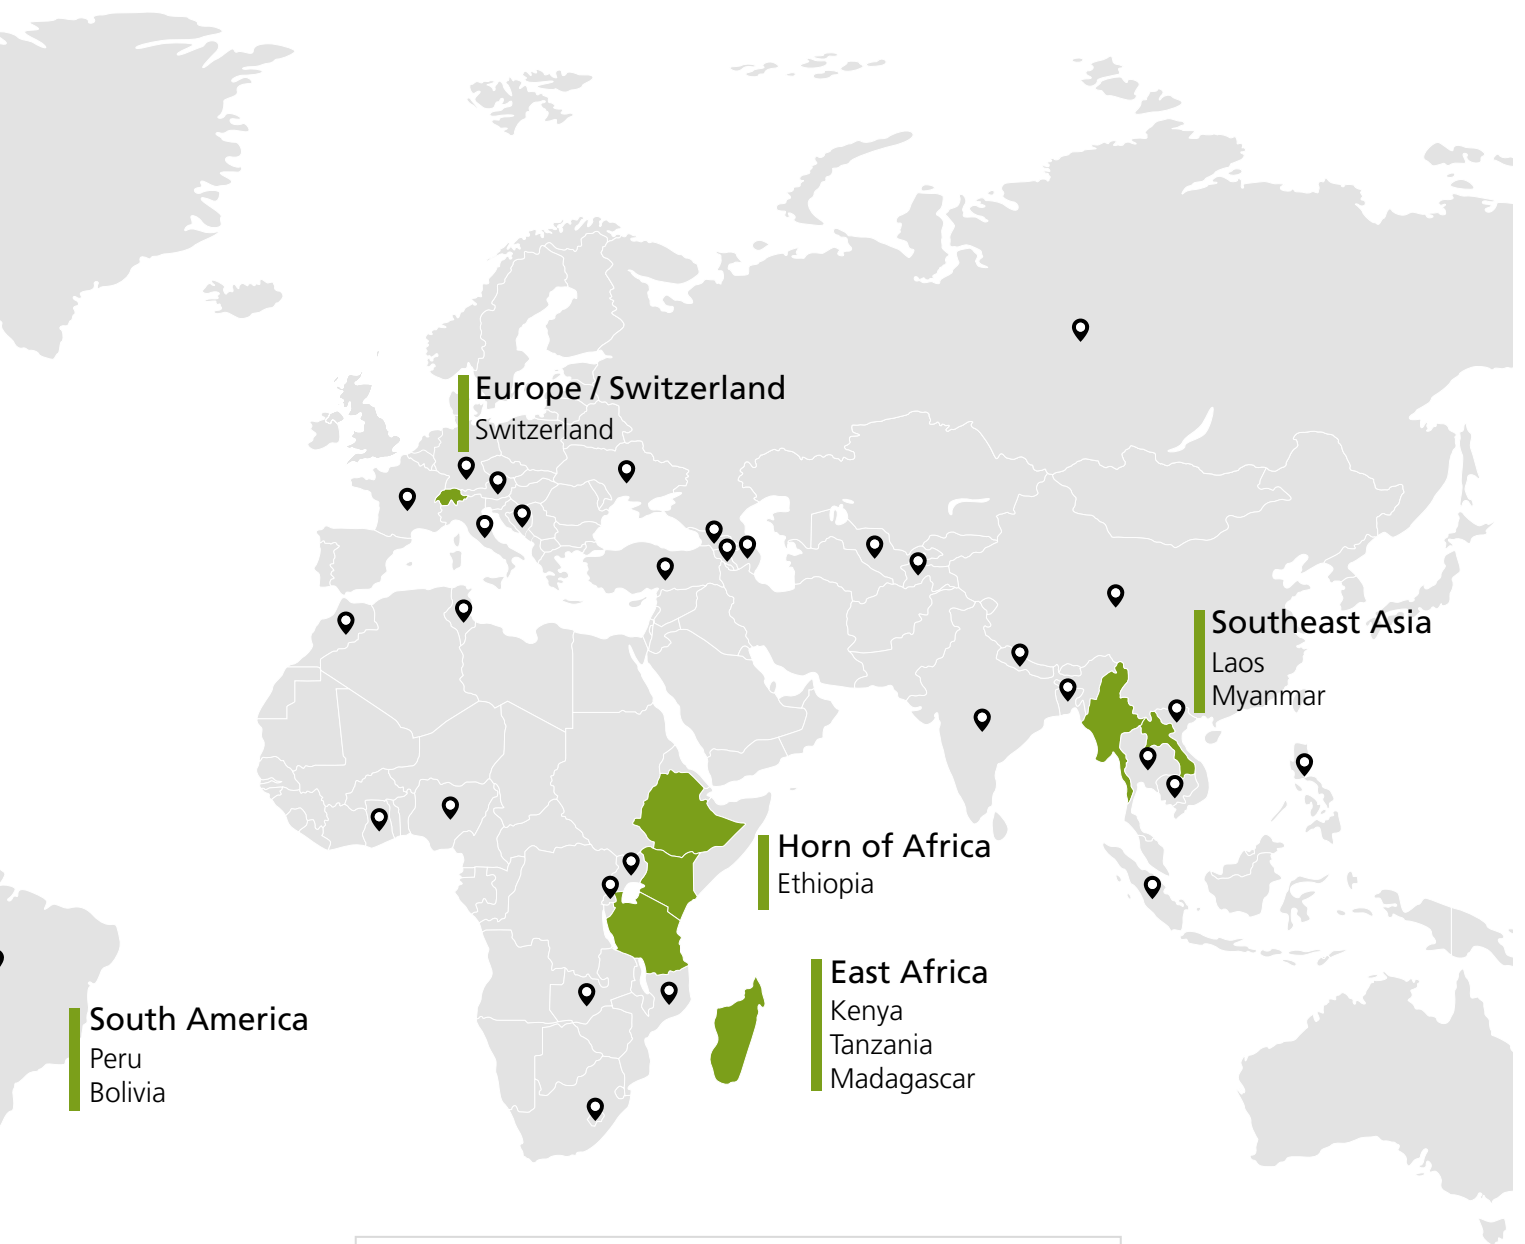 Europe / Switzerland
Switzerland
Southeast Asia
Laos
Myanmar
Horn of Africa
Ethiopia
East Africa
Kenya
Tanzania
Madagascar
South America
Peru
Bolivia